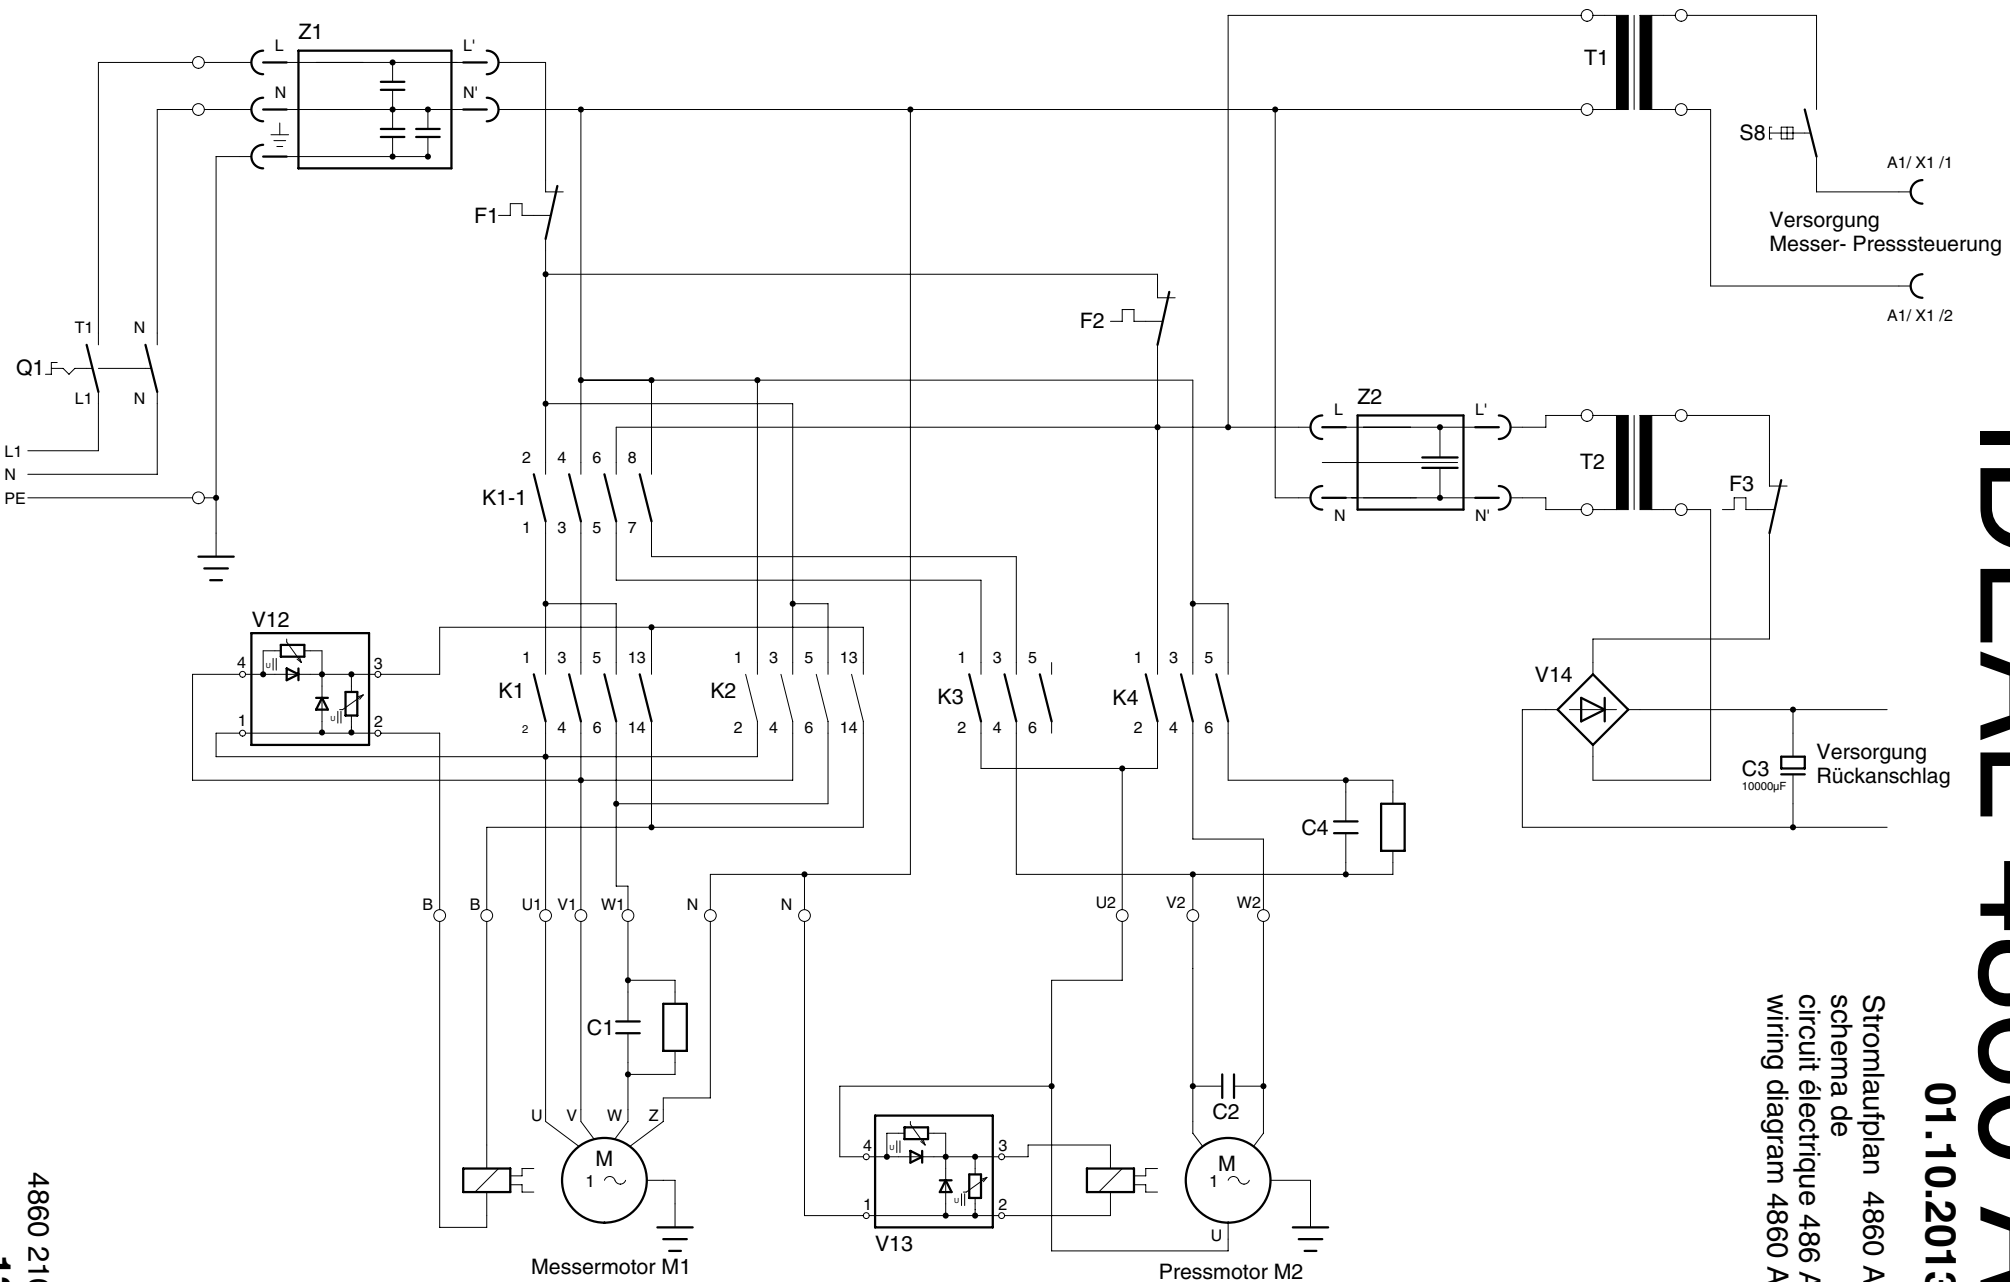 Z1
L
L'
N
N'
T1
S8
A1/ X1 /1
Versorgung
Messer- Presssteuerung
A1/ X1 /2
F1
F2
T1 N
Q1
L1 N
L1
N
PE
Z2
L
L'
N
N'
T2
F3
2 4 6 8
K1-1
1 3 5 7
V12
4 3
1 2
u||
u||
1 3 5 13
K1
2 4 6 14
1 3 5 13
K2
2 4 6 14
1 3 5
K3
2 4 6
1 3 5
K4
2 4 6
V14
C3
10000µF
Versorgung
Rückanschlag
C4
B B U1 V1 W1 N N U2 V2 W2
C1
C2
U V W Z
M
1
Messermotor M1
4 3
1 2
u||
u||
V13
M
1
U
Pressmotor M2
01.10.2013
Stromlaufplan 4860 A
schema de
circuit électrique 486 A
wiring diagram 4860 A